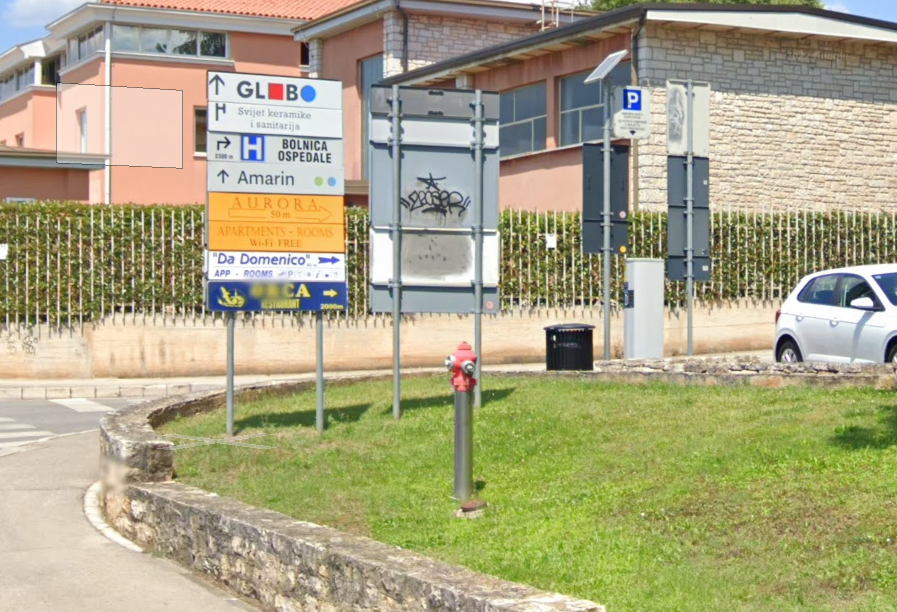 GLOBO
Svijet keramike
i sanitarija
H
BOLNICA
OSPEDALE
Amarin
AURORA
50 m
APARTMENTS - ROOMS
Wi-Fi FREE
"Da Domenico"
APP - ROOMS
RESTAURANT
2000m
P